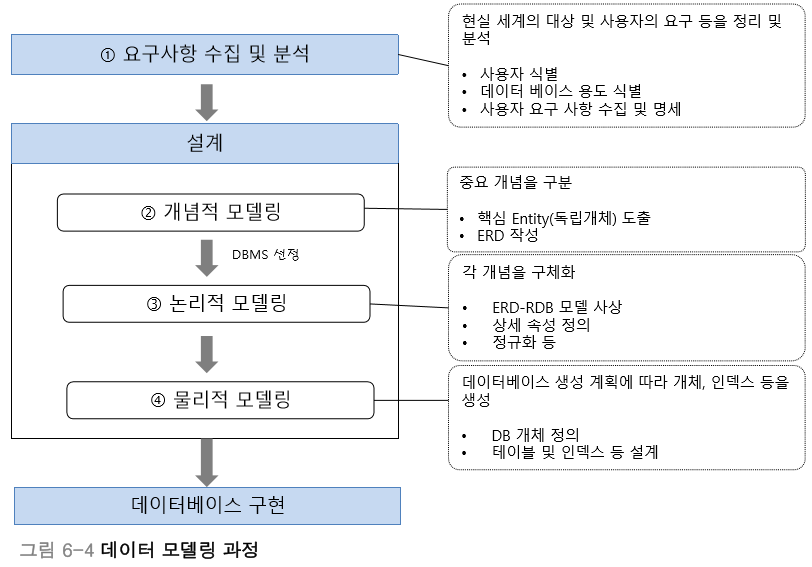 ① 요구사항 수집 및 분석
현실 세계의 대상 및 사용자의 요구 등을 정리 및
분석
• 사용자 식별
• 데이터 베이스 용도 식별
• 사용자 요구 사항 수집 및 명세
설계
② 개념적 모델링
중요 개념을 구분
• 핵심 Entity(독립개체) 도출
• ERD 작성
DBMS 선정
③ 논리적 모델링
각 개념을 구체화
• ERD-RDB 모델 사상
• 상세 속성 정의
• 정규화 등
④ 물리적 모델링
데이터베이스 생성 계획에 따라 개체, 인덱스 등을
생성
• DB 개체 정의
• 테이블 및 인덱스 등 설계
데이터베이스 구현
그림 6-4 데이터 모델링 과정